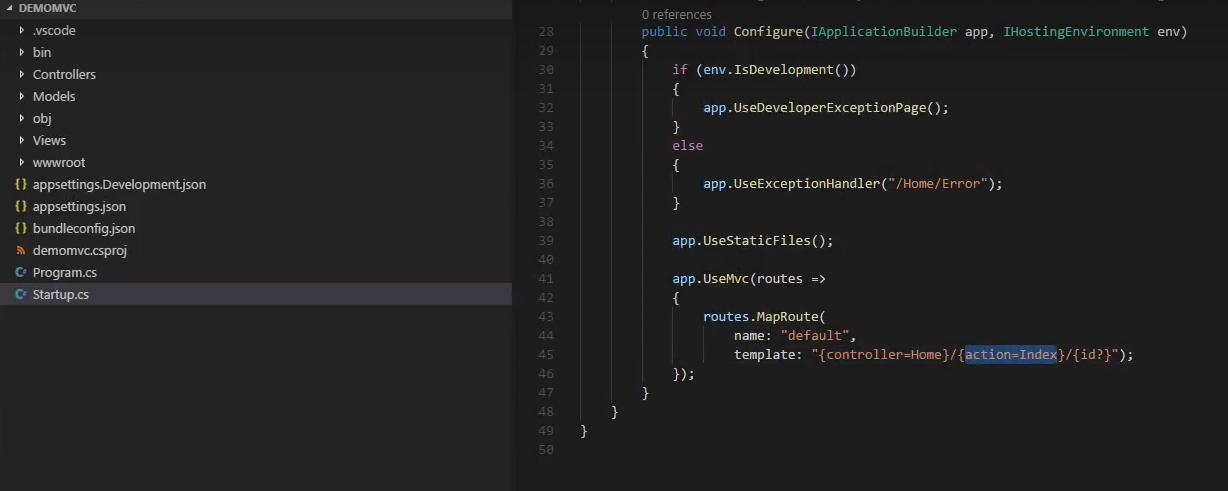 DEMOMVC
.vscode
bin
Controllers
Models
obj
Views
wwwroot
{} appsettings.Development.json
{} appsettings.json
{} bundleconfig.json
demomvc.csproj
C# Program.cs
C# Startup.cs
0 references
28 public void Configure(IApplicationBuilder app, IHostingEnvironment env)
29 {
30 if (env.IsDevelopment())
31 {
32 app.UseDeveloperExceptionPage();
33 }
34 else
35 {
36 app.UseExceptionHandler("/Home/Error");
37 }
38
39 app.UseStaticFiles();
40
41 app.UseMvc(routes =>
42 {
43 routes.MapRoute(
44 name: "default",
45 template: "{controller=Home}/{action=Index}/{id?}");
46 });
47 }
48 }
49 }
50